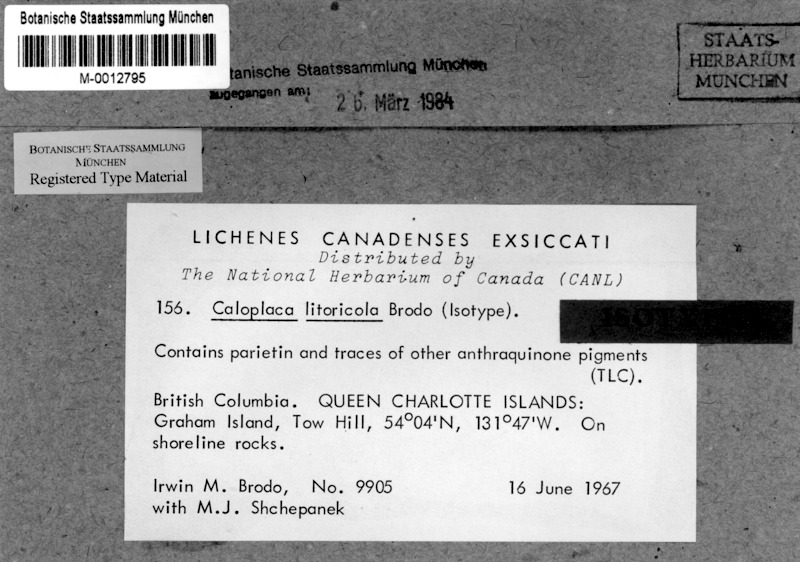 Botanische Staatssammlung München
M-0012795
tanische Staatssammlung München
zugegangen am:
26. März 1984
STAATS-
HERBARIUM
MÜNCHEN
BOTANISCHE STAATSSAMMLUNG
MÜNCHEN
Registered Type Material
LICHENES CANADENSES EXSICCATI
Distributed by
The National Herbarium of Canada (CANL)
156. Caloplaca litoricola Brodo (Isotype).
Contains parietin and traces of other anthraquinone pigments
(TLC).
British Columbia. QUEEN CHARLOTTE ISLANDS:
Graham Island, Tow Hill, 54°04'N, 131°47'W. On
shoreline rocks.
Irwin M. Brodo, No. 9905 16 June 1967
with M.J. Shchepanek